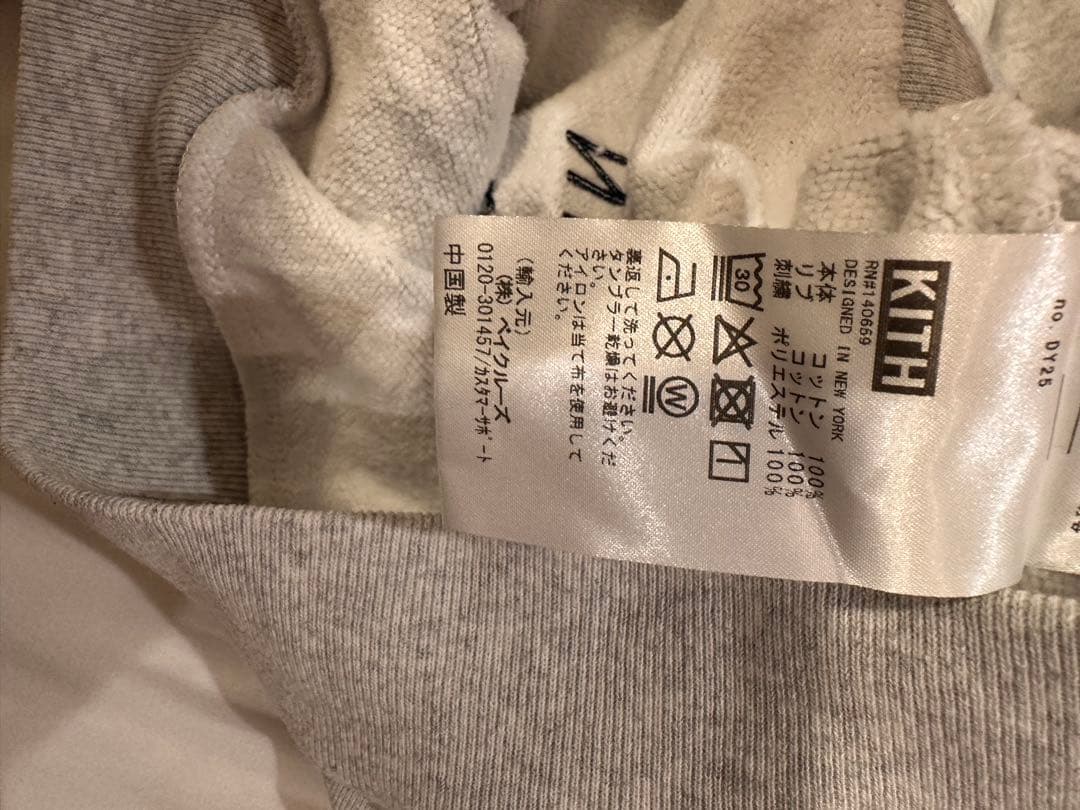 no.DY25
KITH
RN#140669
DESIGNED IN NEW YORK
本体 コットン 100%
リブ コットン 100%
刺繍 ポリエステル 100%
30
W
裏返して洗ってください。
タンブラー乾燥はお避けくだ
さい。
アイロンは当て布を使用して
ください。
(輸入元)
(株) ベイクルーズ
0120-301457/カスタマーサポート
中国製